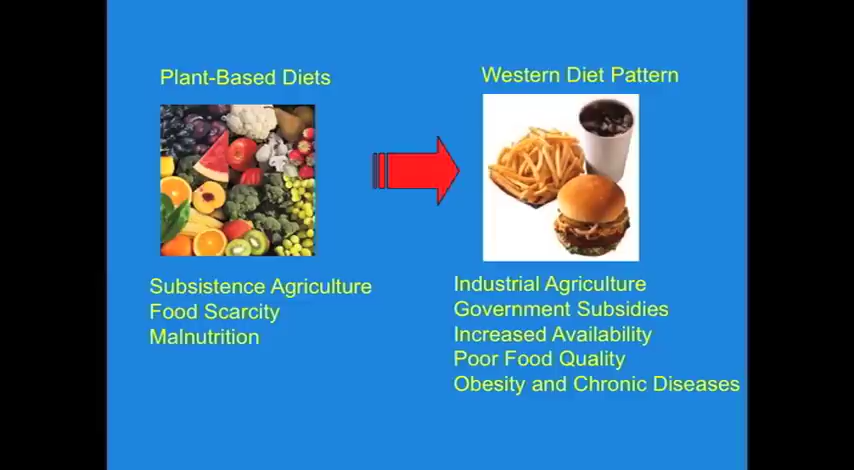 Plant-Based Diets
Subsistence Agriculture
Food Scarcity
Malnutrition
Western Diet Pattern
Industrial Agriculture
Government Subsidies
Increased Availability
Poor Food Quality
Obesity and Chronic Diseases